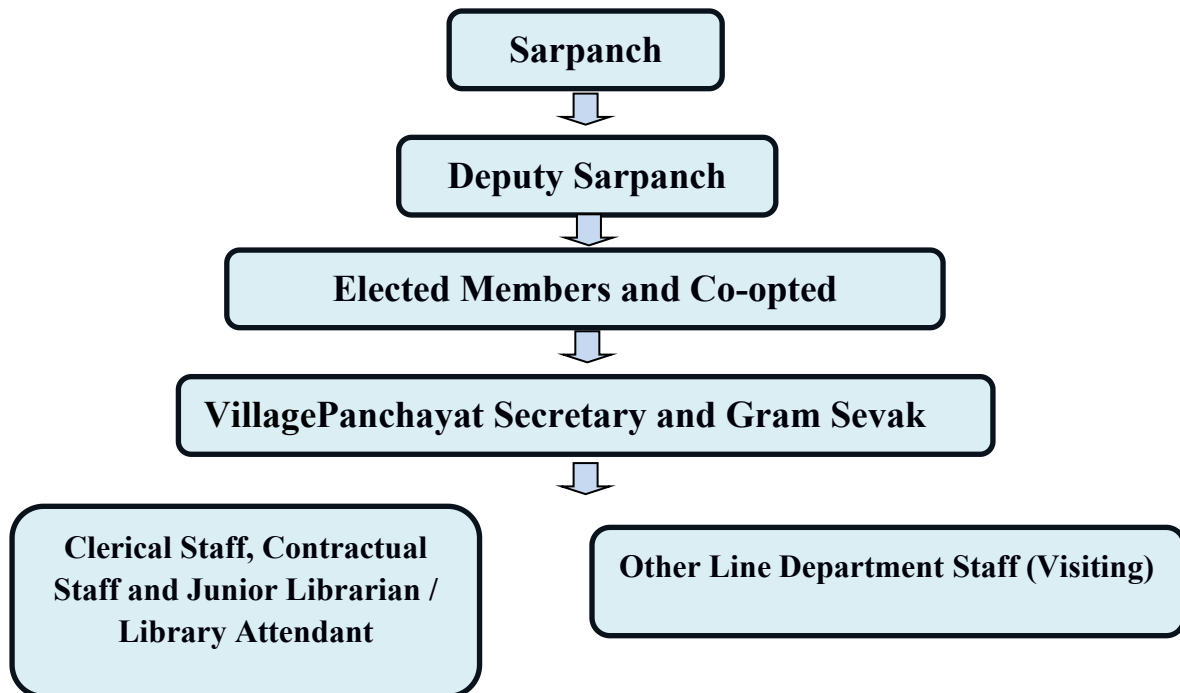 Sarpanch
Deputy Sarpanch
Elected Members and Co-opted
VillagePanchayat Secretary and Gram Sevak
Clerical Staff, Contractual
Staff and Junior Librarian /
Library Attendant
Other Line Department Staff (Visiting)